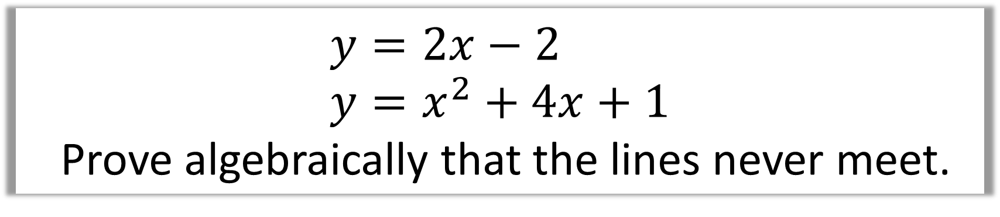 y = 2x − 2
y = x² + 4x + 1
Prove algebraically that the lines never meet.